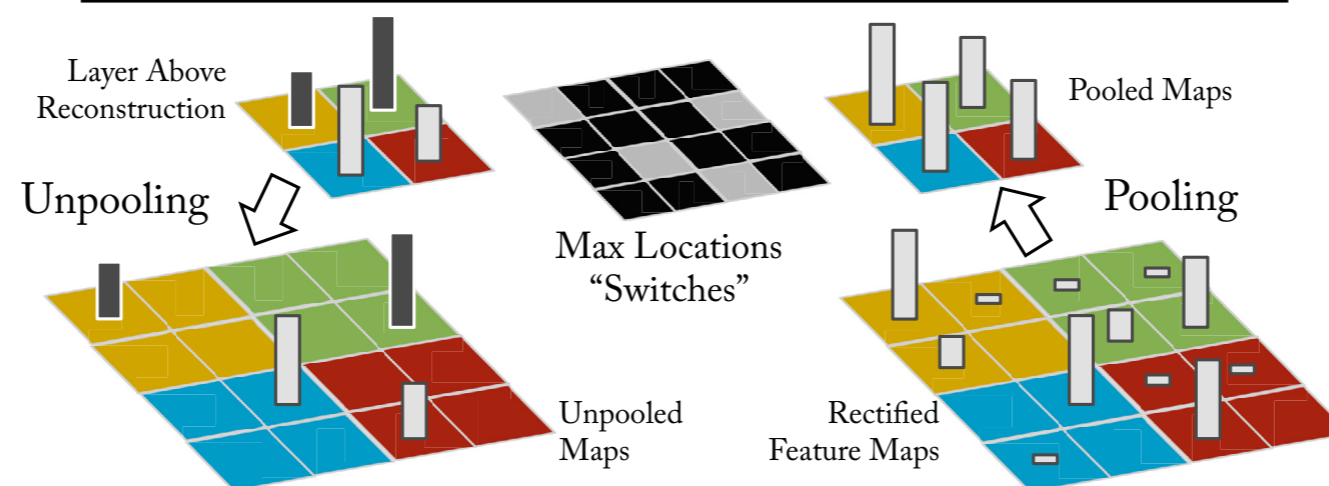 Layer Above
Reconstruction
Pooled Maps
Unpooling
Pooling
Max Locations
“Switches”
Unpooled
Maps
Rectified
Feature Maps